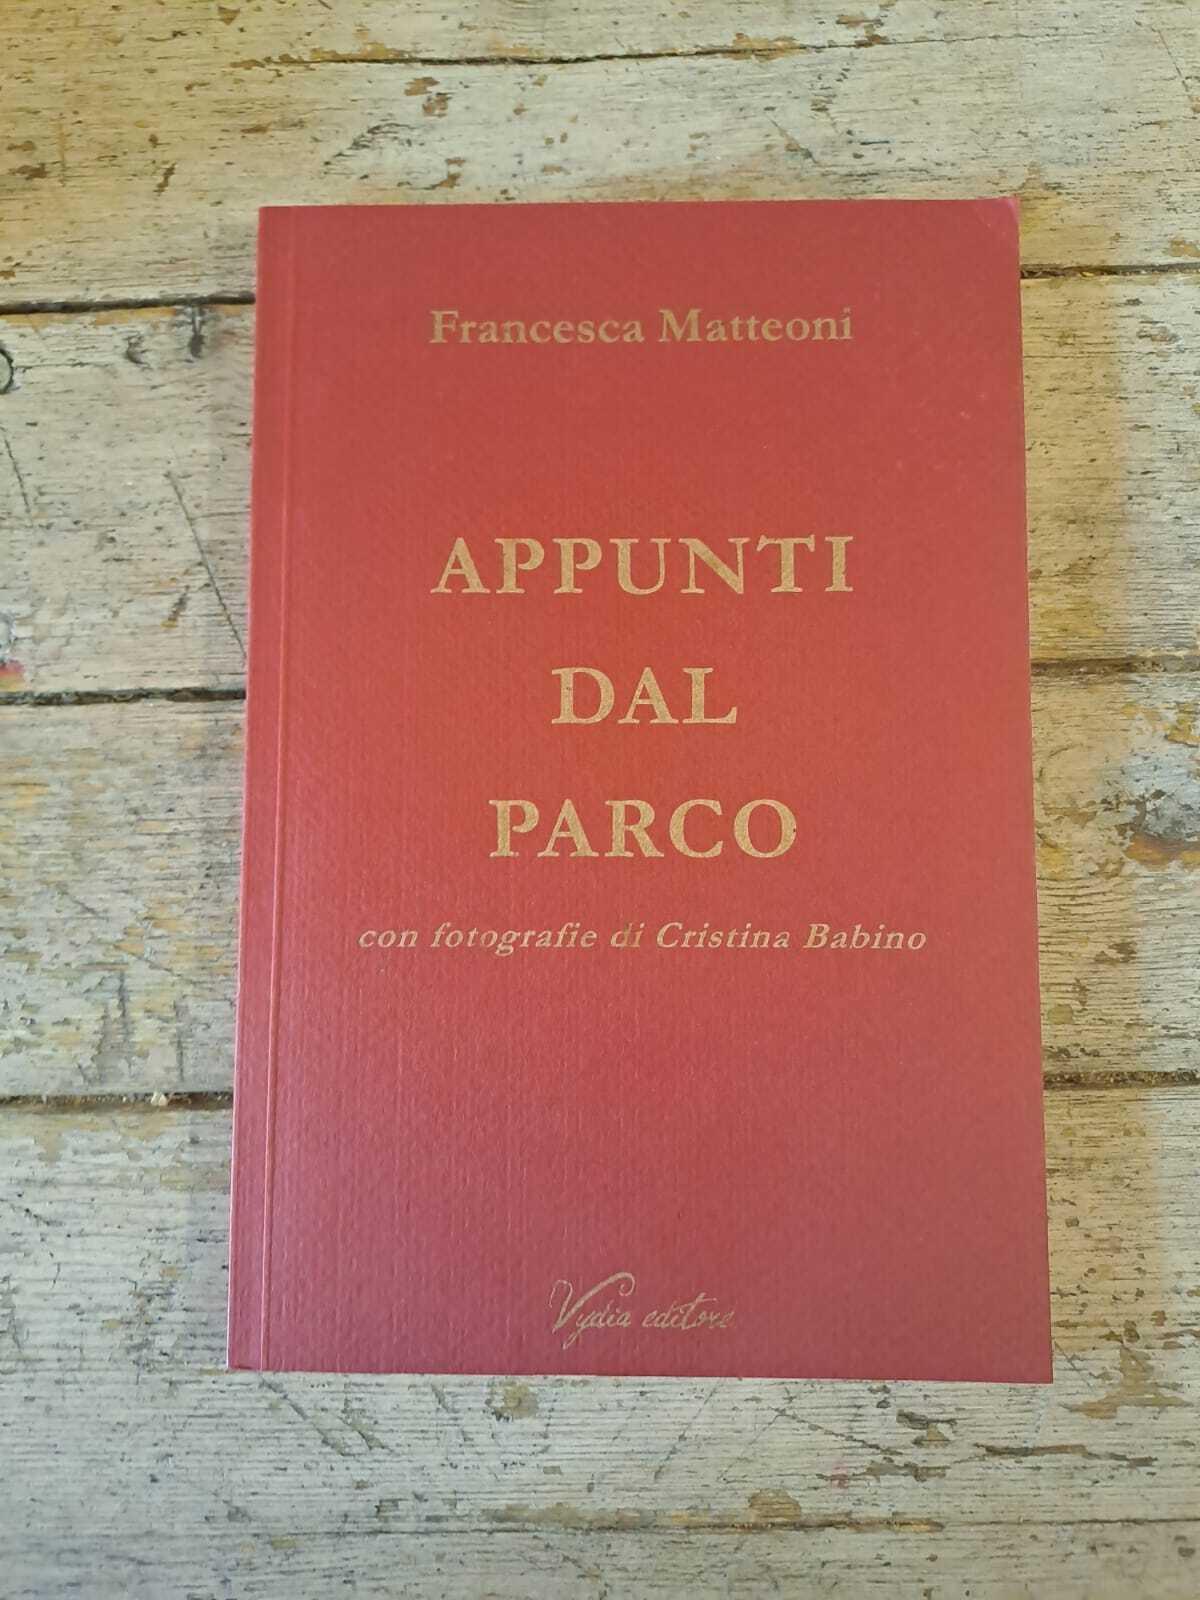 Francesca Matteoni
APPUNTI
DAL
PARCO
con fotografie di Cristina Babino
Vydia editore